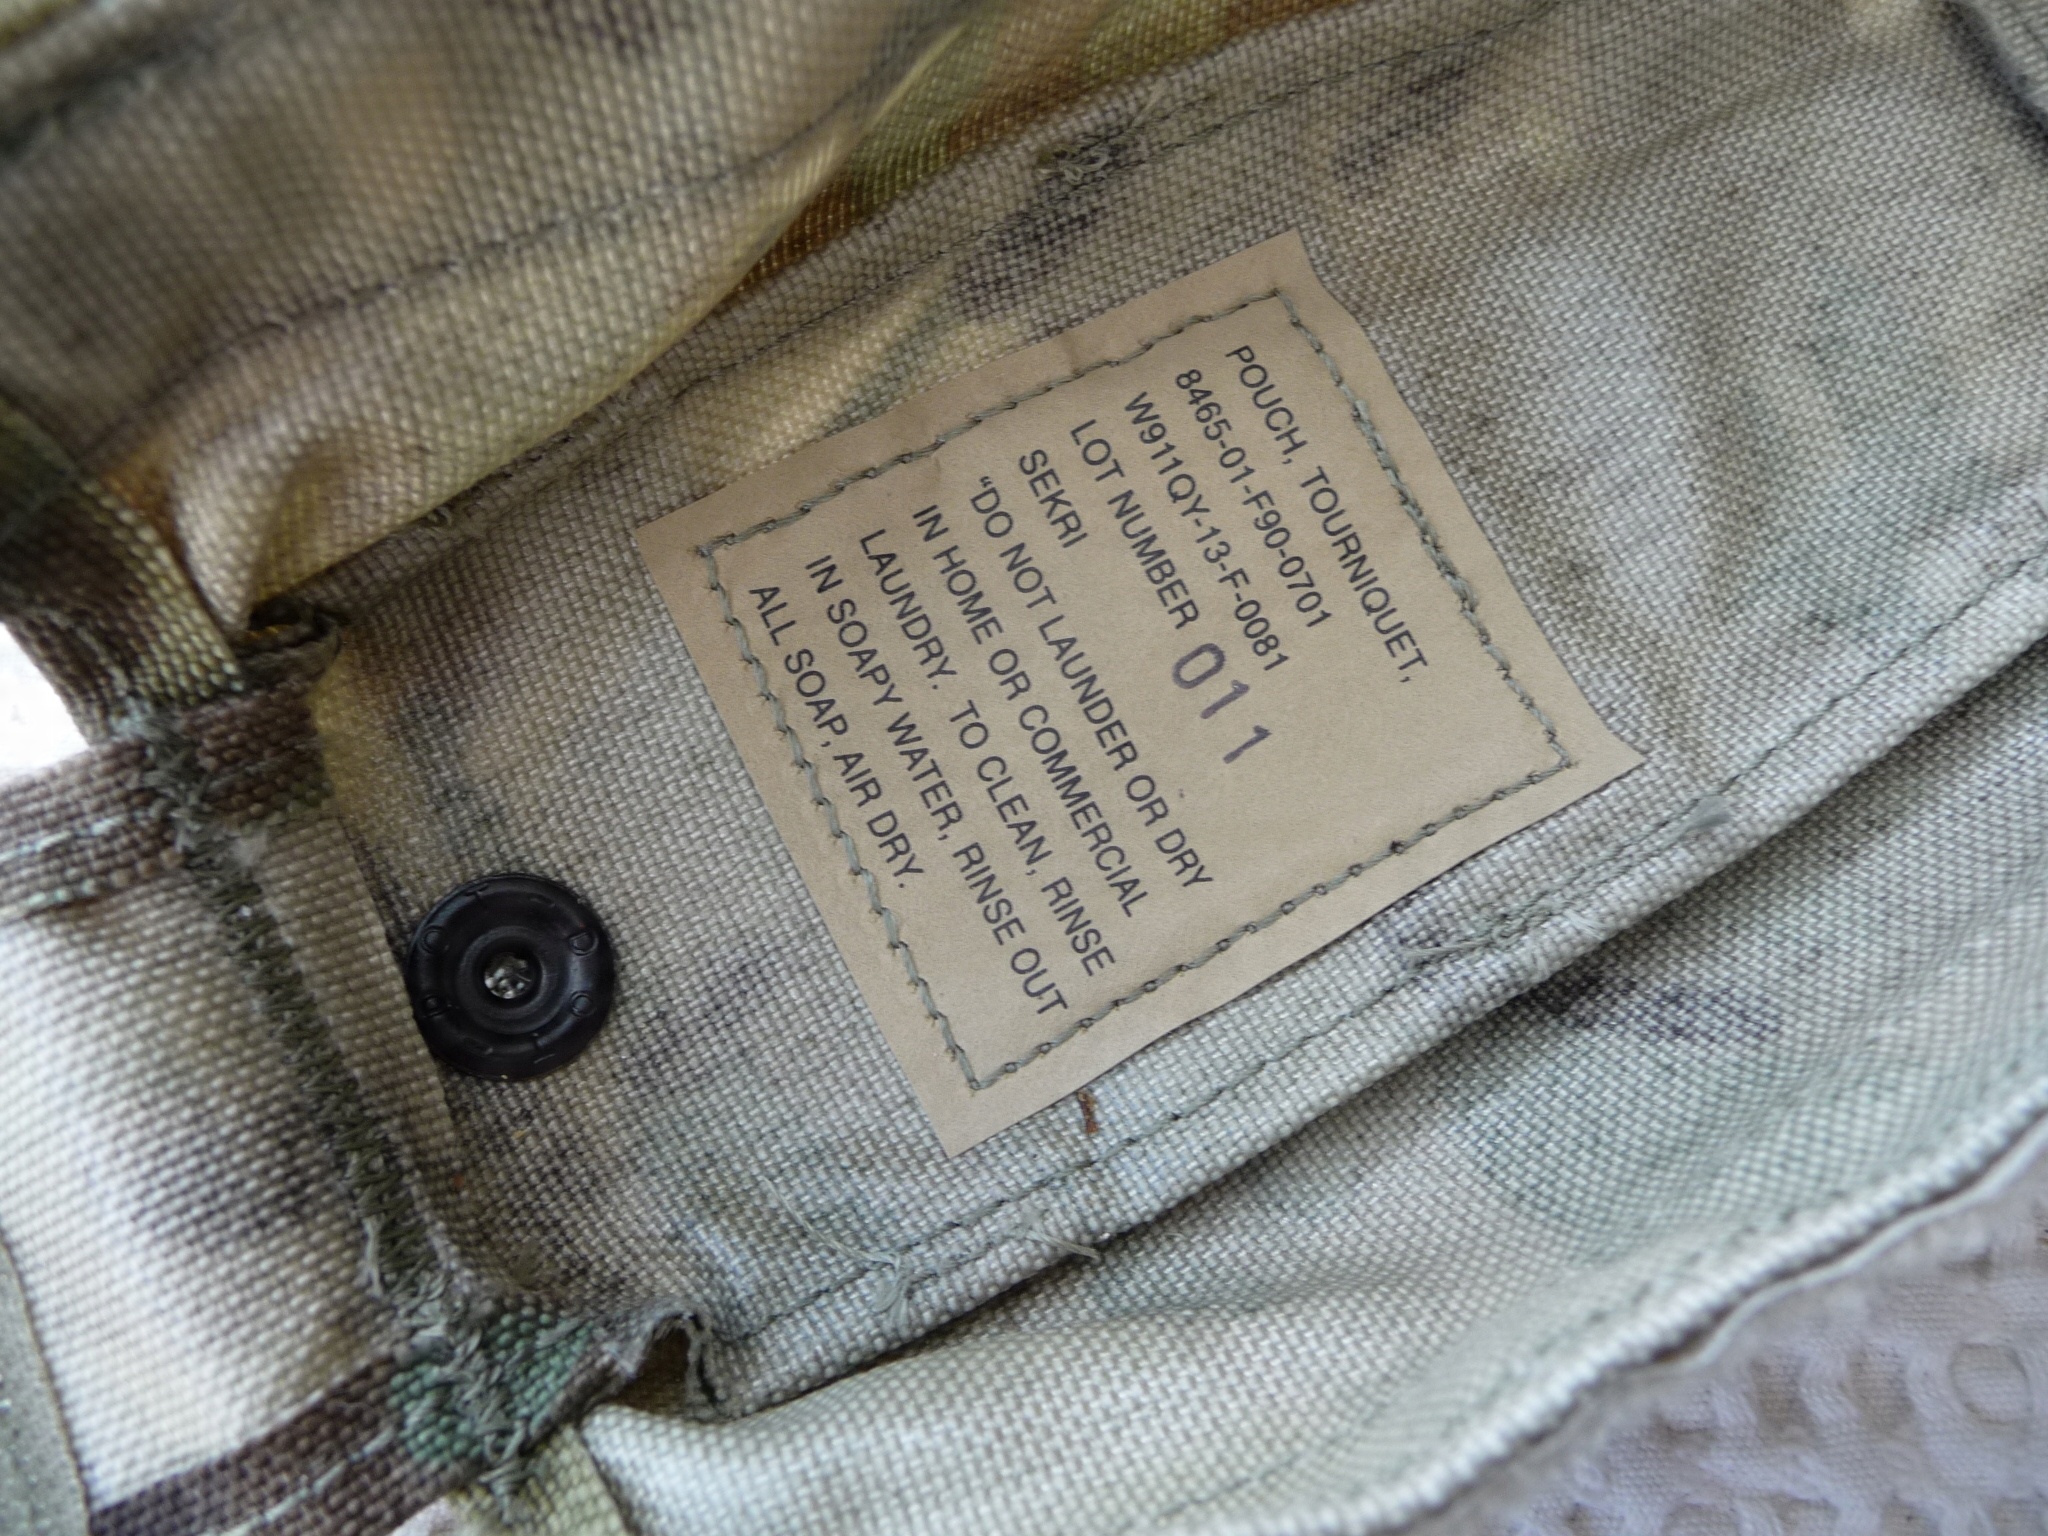 POUCH, TOURNIQUET,
8465-01-F90-0701
W911QY-13-F-0081
LOT NUMBER 011
SEKRI
“DO NOT LAUNDER OR DRY
IN HOME OR COMMERCIAL
LAUNDRY. TO CLEAN, RINSE
IN SOAPY WATER, RINSE OUT
ALL SOAP, AIR DRY.